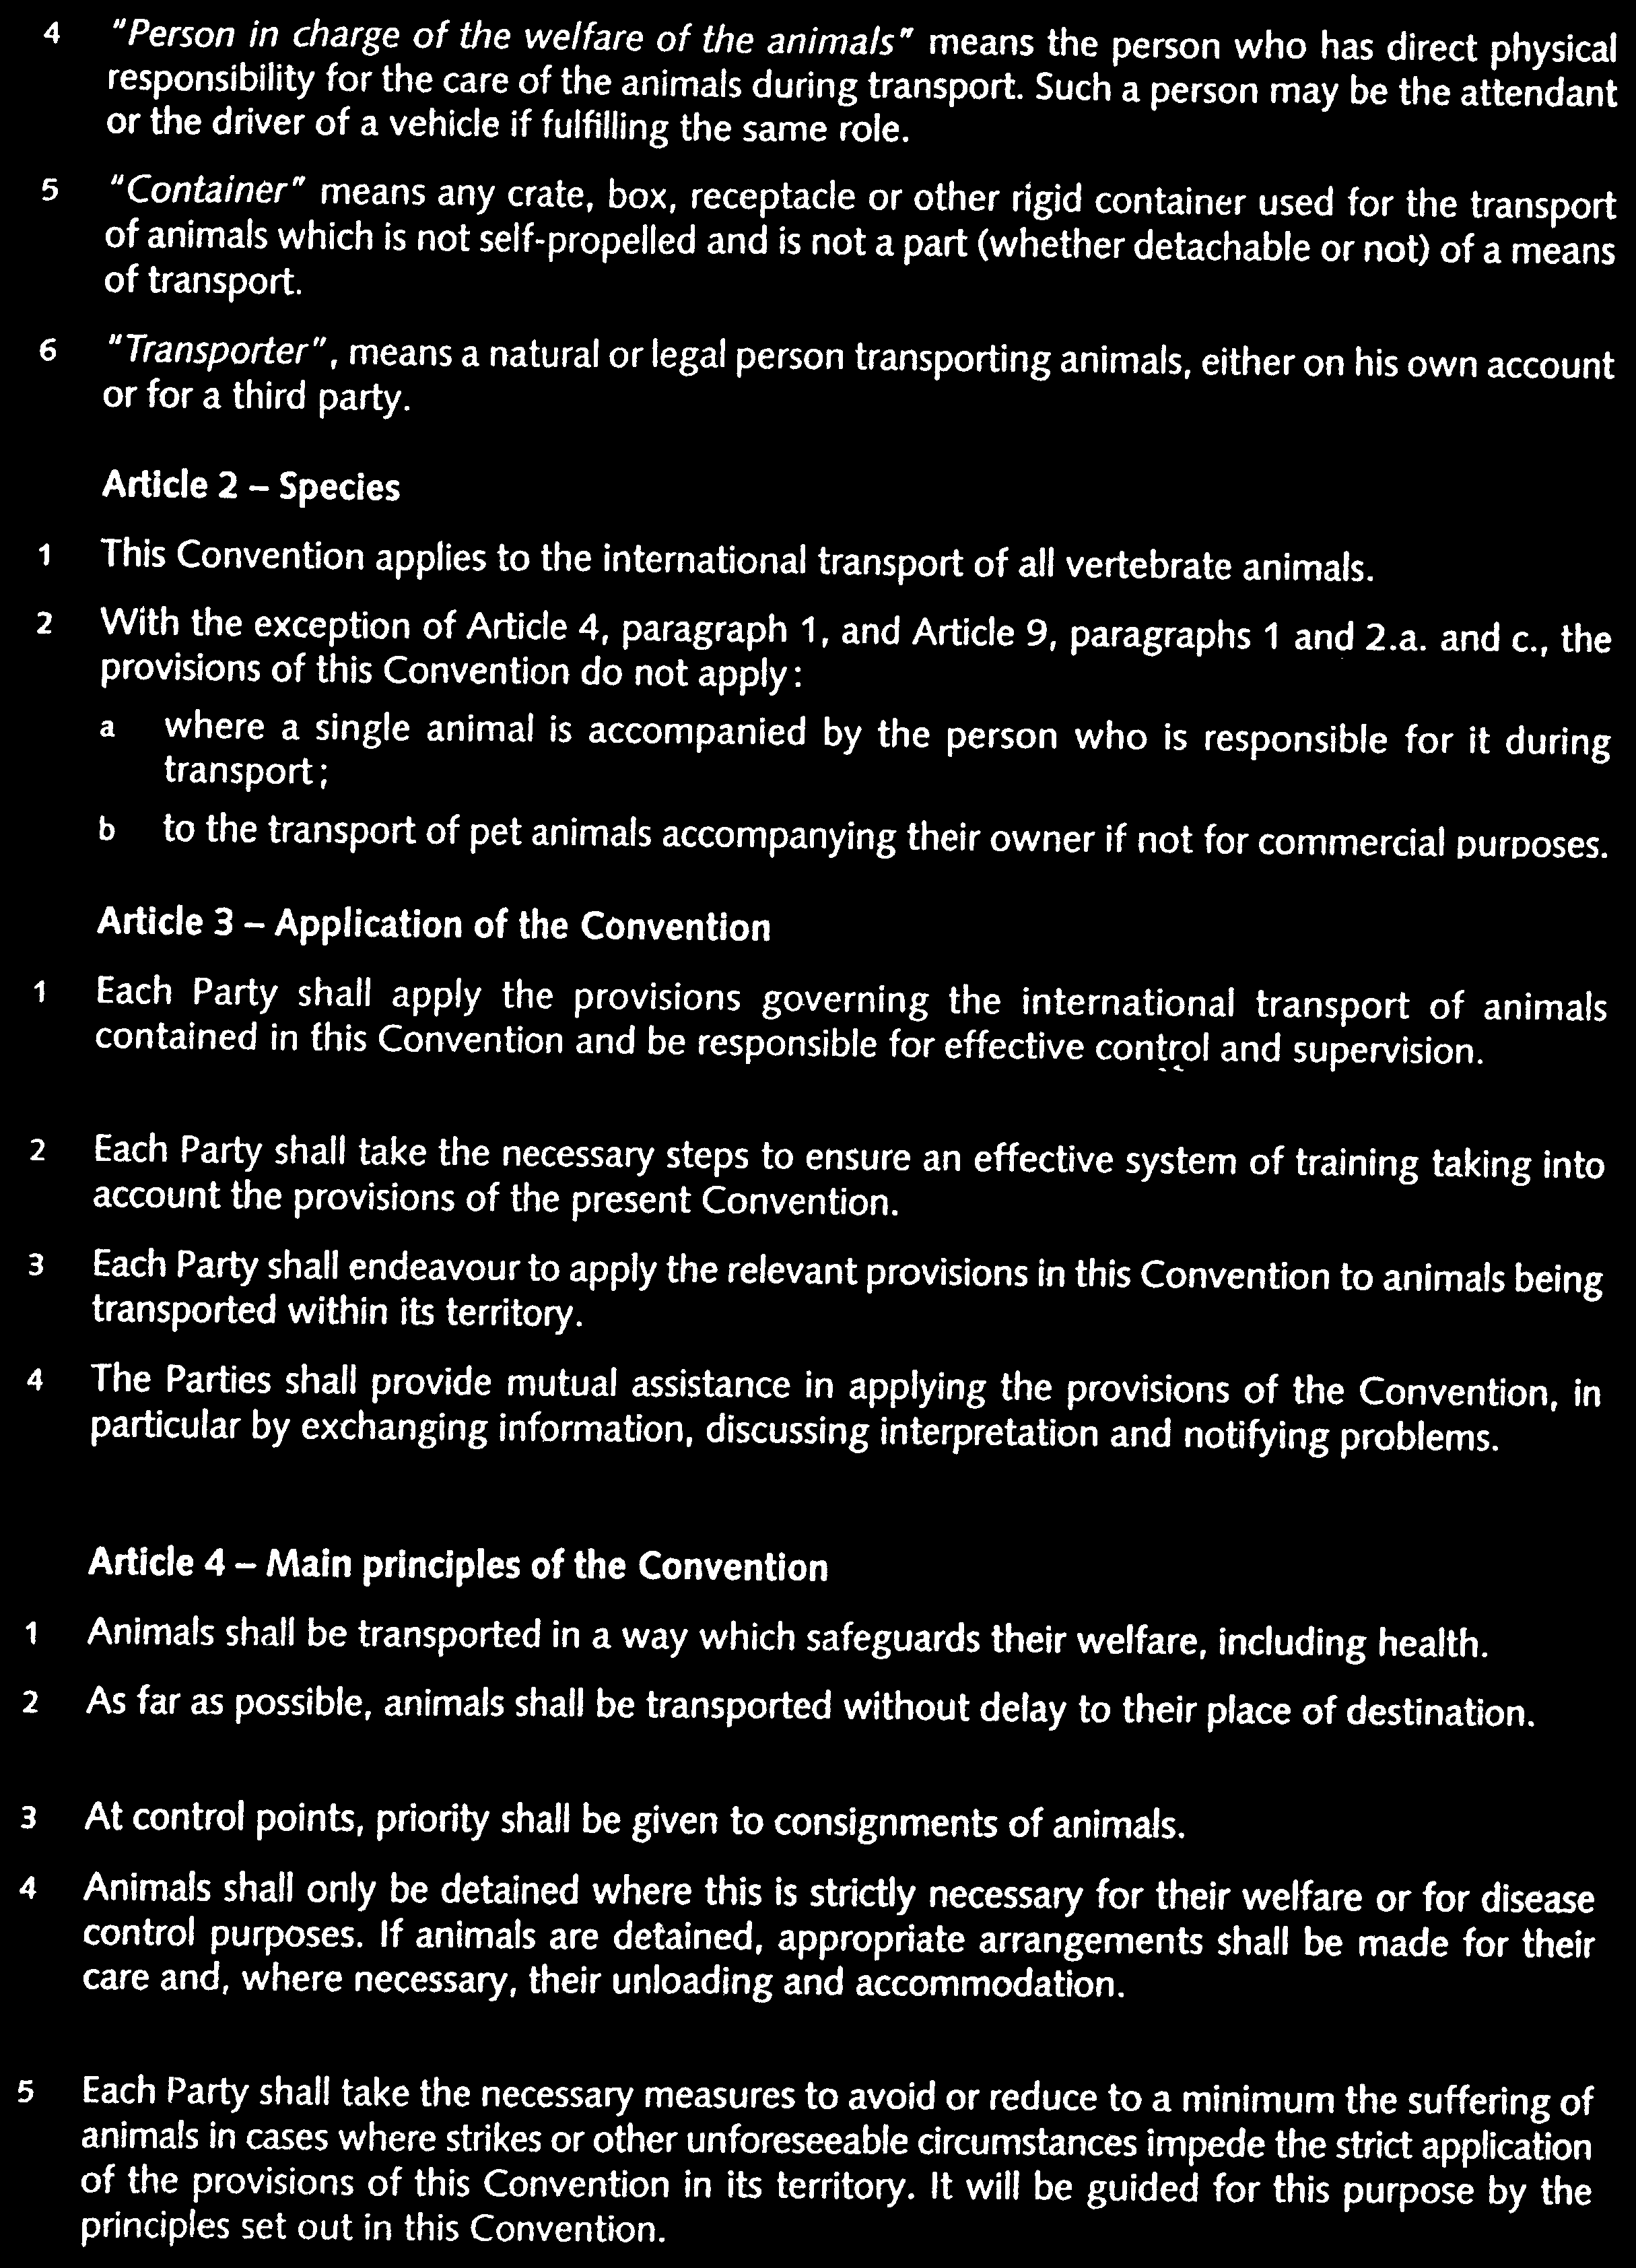 4 "Person in charge of the welfare of the animals" means the person who has direct physical
responsibility for the care of the animals during transport. Such a person may be the attendant
or the driver of a vehicle if fulfilling the same role.
5 "Container" means any crate, box, receptacle or other rigid container used for the transport
of animals which is not self-propelled and is not a part (whether detachable or not) of a means
of transport.
6 "Transporter", means a natural or legal person transporting animals, either on his own account
or for a third party.
Article 2 – Species
1 This Convention applies to the international transport of all vertebrate animals.
2 With the exception of Article 4, paragraph 1, and Article 9, paragraphs 1 and 2.a. and c., the
provisions of this Convention do not apply:
a where a single animal is accompanied by the person who is responsible for it during
transport;
b to the transport of pet animals accompanying their owner if not for commercial purposes.
Article 3 – Application of the Convention
1 Each Party shall apply the provisions governing the international transport of animals
contained in this Convention and be responsible for effective control and supervision.
2 Each Party shall take the necessary steps to ensure an effective system of training taking into
account the provisions of the present Convention.
3 Each Party shall endeavour to apply the relevant provisions in this Convention to animals being
transported within its territory.
4 The Parties shall provide mutual assistance in applying the provisions of the Convention, in
particular by exchanging information, discussing interpretation and notifying problems.
Article 4 – Main principles of the Convention
1 Animals shall be transported in a way which safeguards their welfare, including health.
2 As far as possible, animals shall be transported without delay to their place of destination.
3 At control points, priority shall be given to consignments of animals.
4 Animals shall only be detained where this is strictly necessary for their welfare or for disease
control purposes. If animals are detained, appropriate arrangements shall be made for their
care and, where necessary, their unloading and accommodation.
5 Each Party shall take the necessary measures to avoid or reduce to a minimum the suffering of
animals in cases where strikes or other unforeseeable circumstances impede the strict application
of the provisions of this Convention in its territory. It will be guided for this purpose by the
principles set out in this Convention.